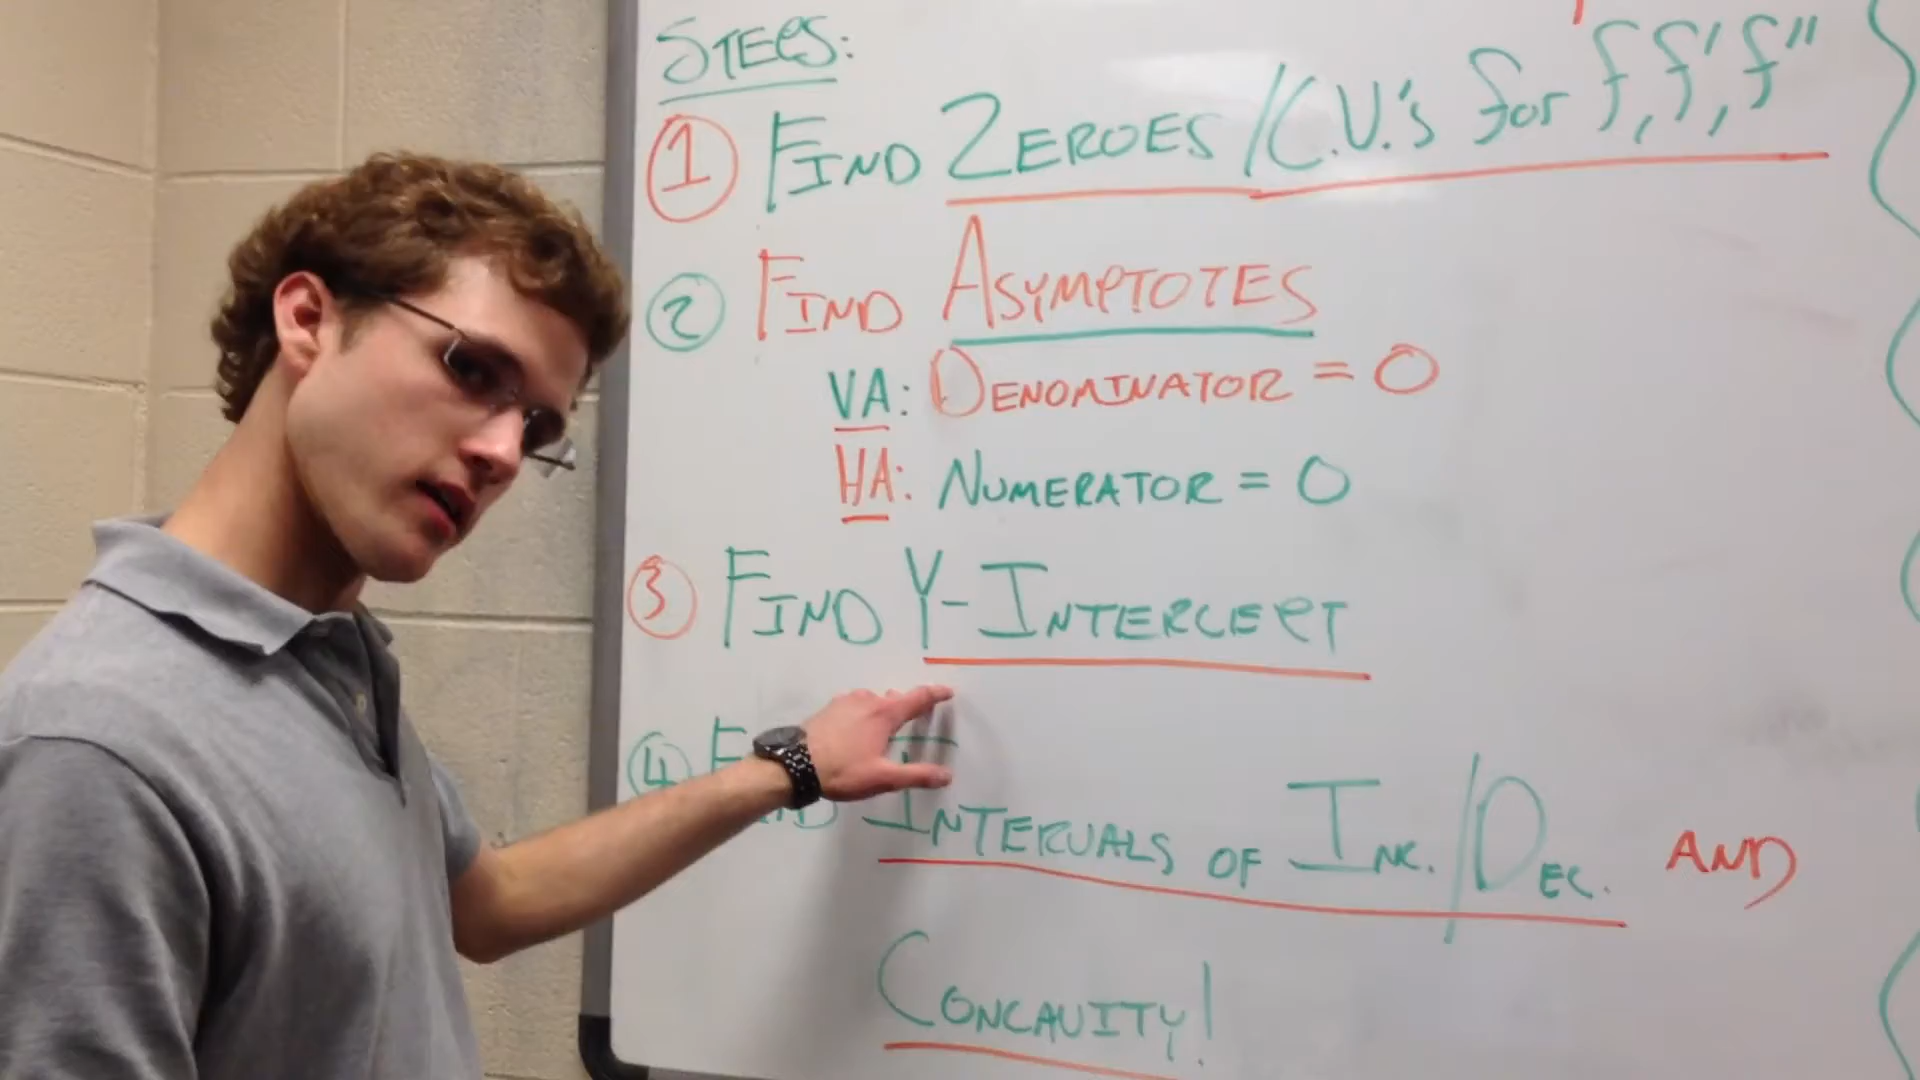 STEPS:
1 FIND ZEROES/C.V.'s for f, f', f"
2 FIND ASYMPTOTES
VA: DENOMINATOR = 0
HA: NUMERATOR = 0
3 FIND Y-INTERCEPT
4 INTERVALS OF INC./DEC. AND
CONCAVITY!